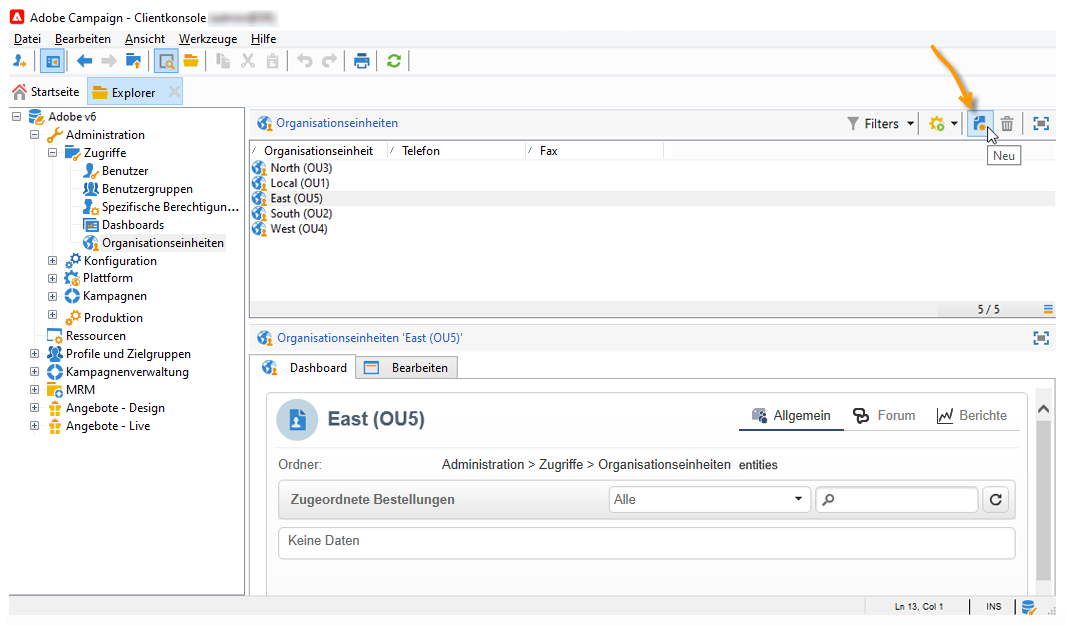 Adobe Campaign - Clientkonsole
Datei Bearbeiten Ansicht Werkzeuge Hilfe
Startseite Explorer
Adobe v6
Administration
Zugriffe
Benutzer
Benutzergruppen
Spezifische Berechtigun...
Dashboards
Organisationseinheiten
Konfiguration
Plattform
Kampagnen
Produktion
Ressourcen
Profile und Zielgruppen
Kampagnenverwaltung
MRM
Angebote - Design
Angebote - Live
Organisationseinheiten Filters
Neu
Organisationseinheit Telefon Fax
North (OU3)
Local (OU1)
East (OU5)
South (OU2)
West (OU4)
5 / 5
Organisationseinheiten 'East (OU5)'
Dashboard Bearbeiten
East (OU5) Allgemein Forum Berichte
Ordner: Administration > Zugriffe > Organisationseinheiten entities
Zugeordnete Bestellungen Alle
Keine Daten
Ln 13, Col 1 INS